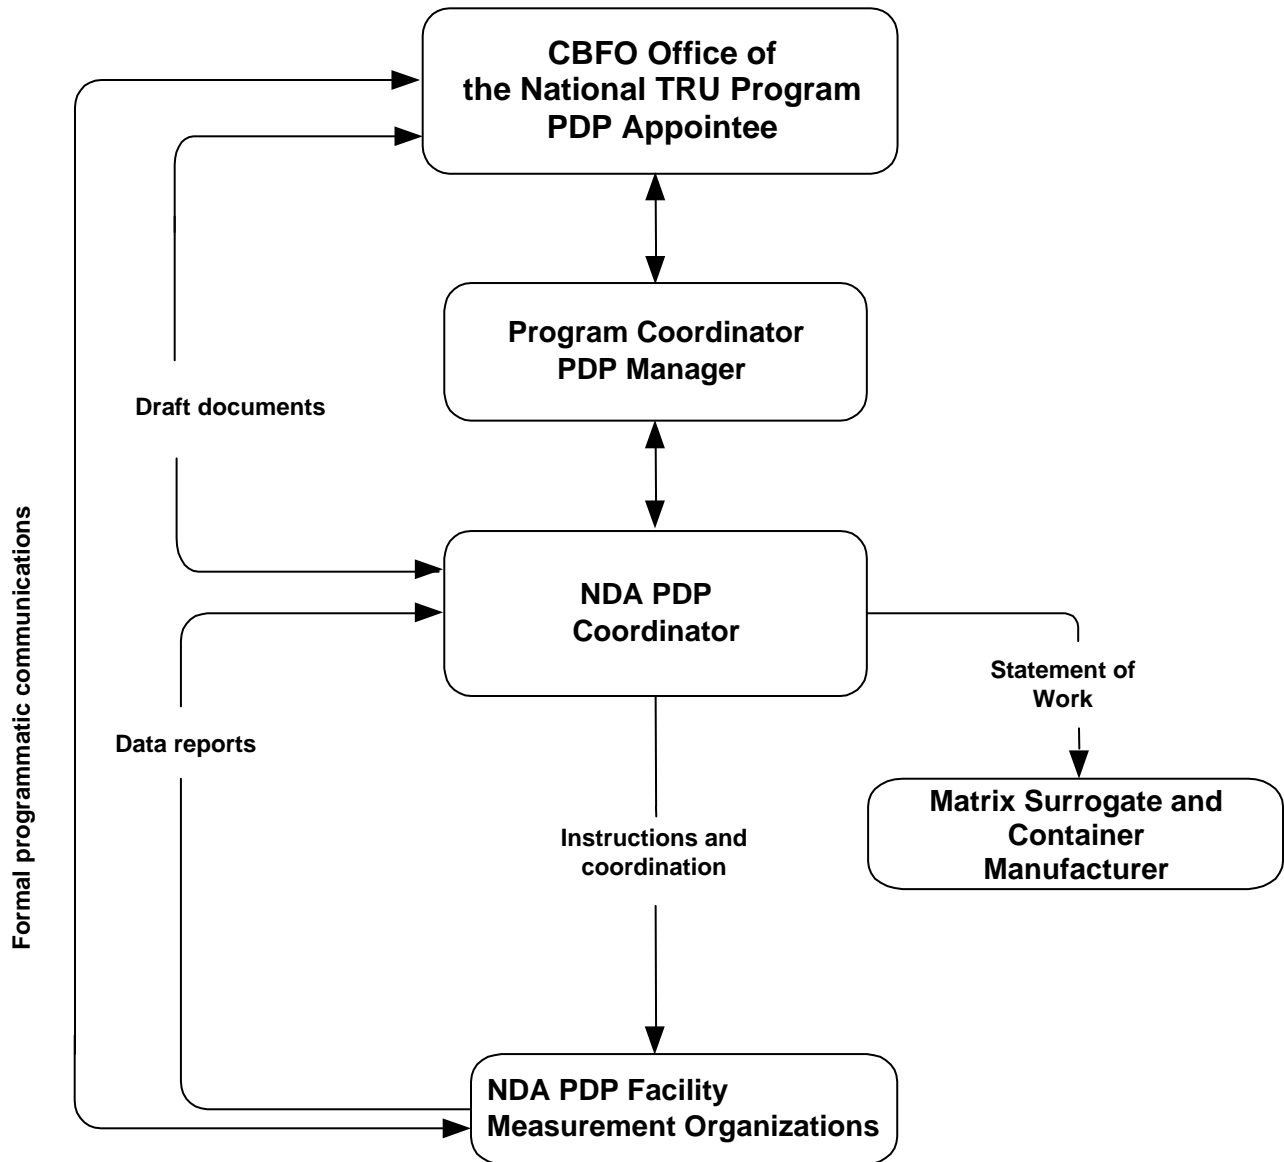 CBFO Office of
the National TRU Program
PDP Appointee
Program Coordinator
PDP Manager
Draft documents
Formal programmatic communications
NDA PDP
Coordinator
Statement of
Work
Data reports
Matrix Surrogate and
Container
Manufacturer
Instructions and
coordination
NDA PDP Facility
Measurement Organizations